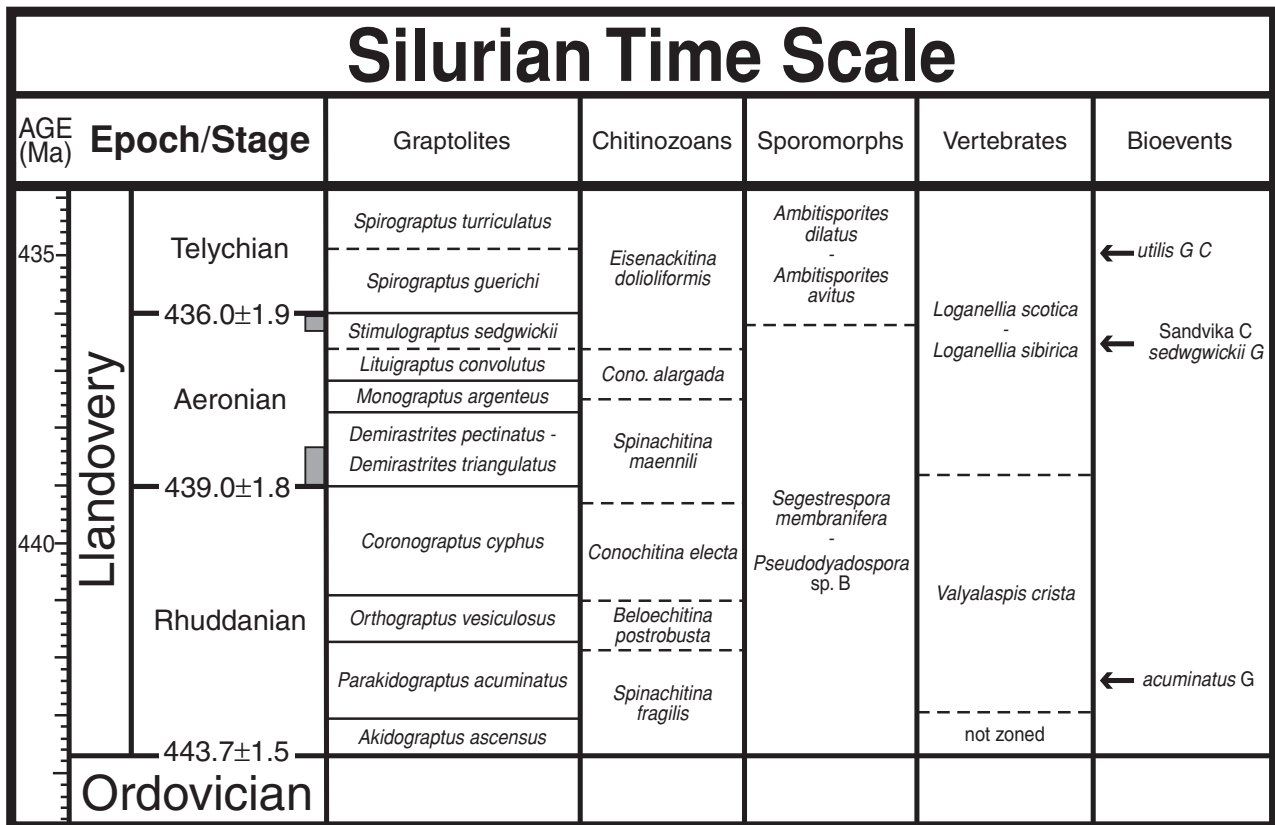 Silurian Time Scale
AGE
(Ma)
Epoch/Stage
Graptolites
Chitinozoans
Sporomorphs
Vertebrates
Bioevents
435
440
Llandovery
Telychian
436.0±1.9
Aeronian
439.0±1.8
Rhuddanian
443.7±1.5
Ordovician
Spirograptus turriculatus
Spirograptus guerichi
Stimulograptus sedgwickii
Lituigraptus convolutus
Monograptus argenteus
Demirastrites pectinatus -
Demirastrites triangulatus
Coronograptus cyphus
Orthograptus vesiculosus
Parakidograptus acuminatus
Akidograptus ascensus
Eisenackitina
dolioliformis
Cono. alargada
Spinachitina
maennili
Conochitina electa
Beloechitina
postrobusta
Spinachitina
fragilis
Ambitisporites
dilatus
-
Ambitisporites
avitus
Segestrespora
membranifera
-
Pseudodyadospora
sp. B
Loganellia scotica
-
Loganellia sibirica
Valyalaspis crista
not zoned
utilis G C
Sandvika C
sedwgwickii G
acuminatus G